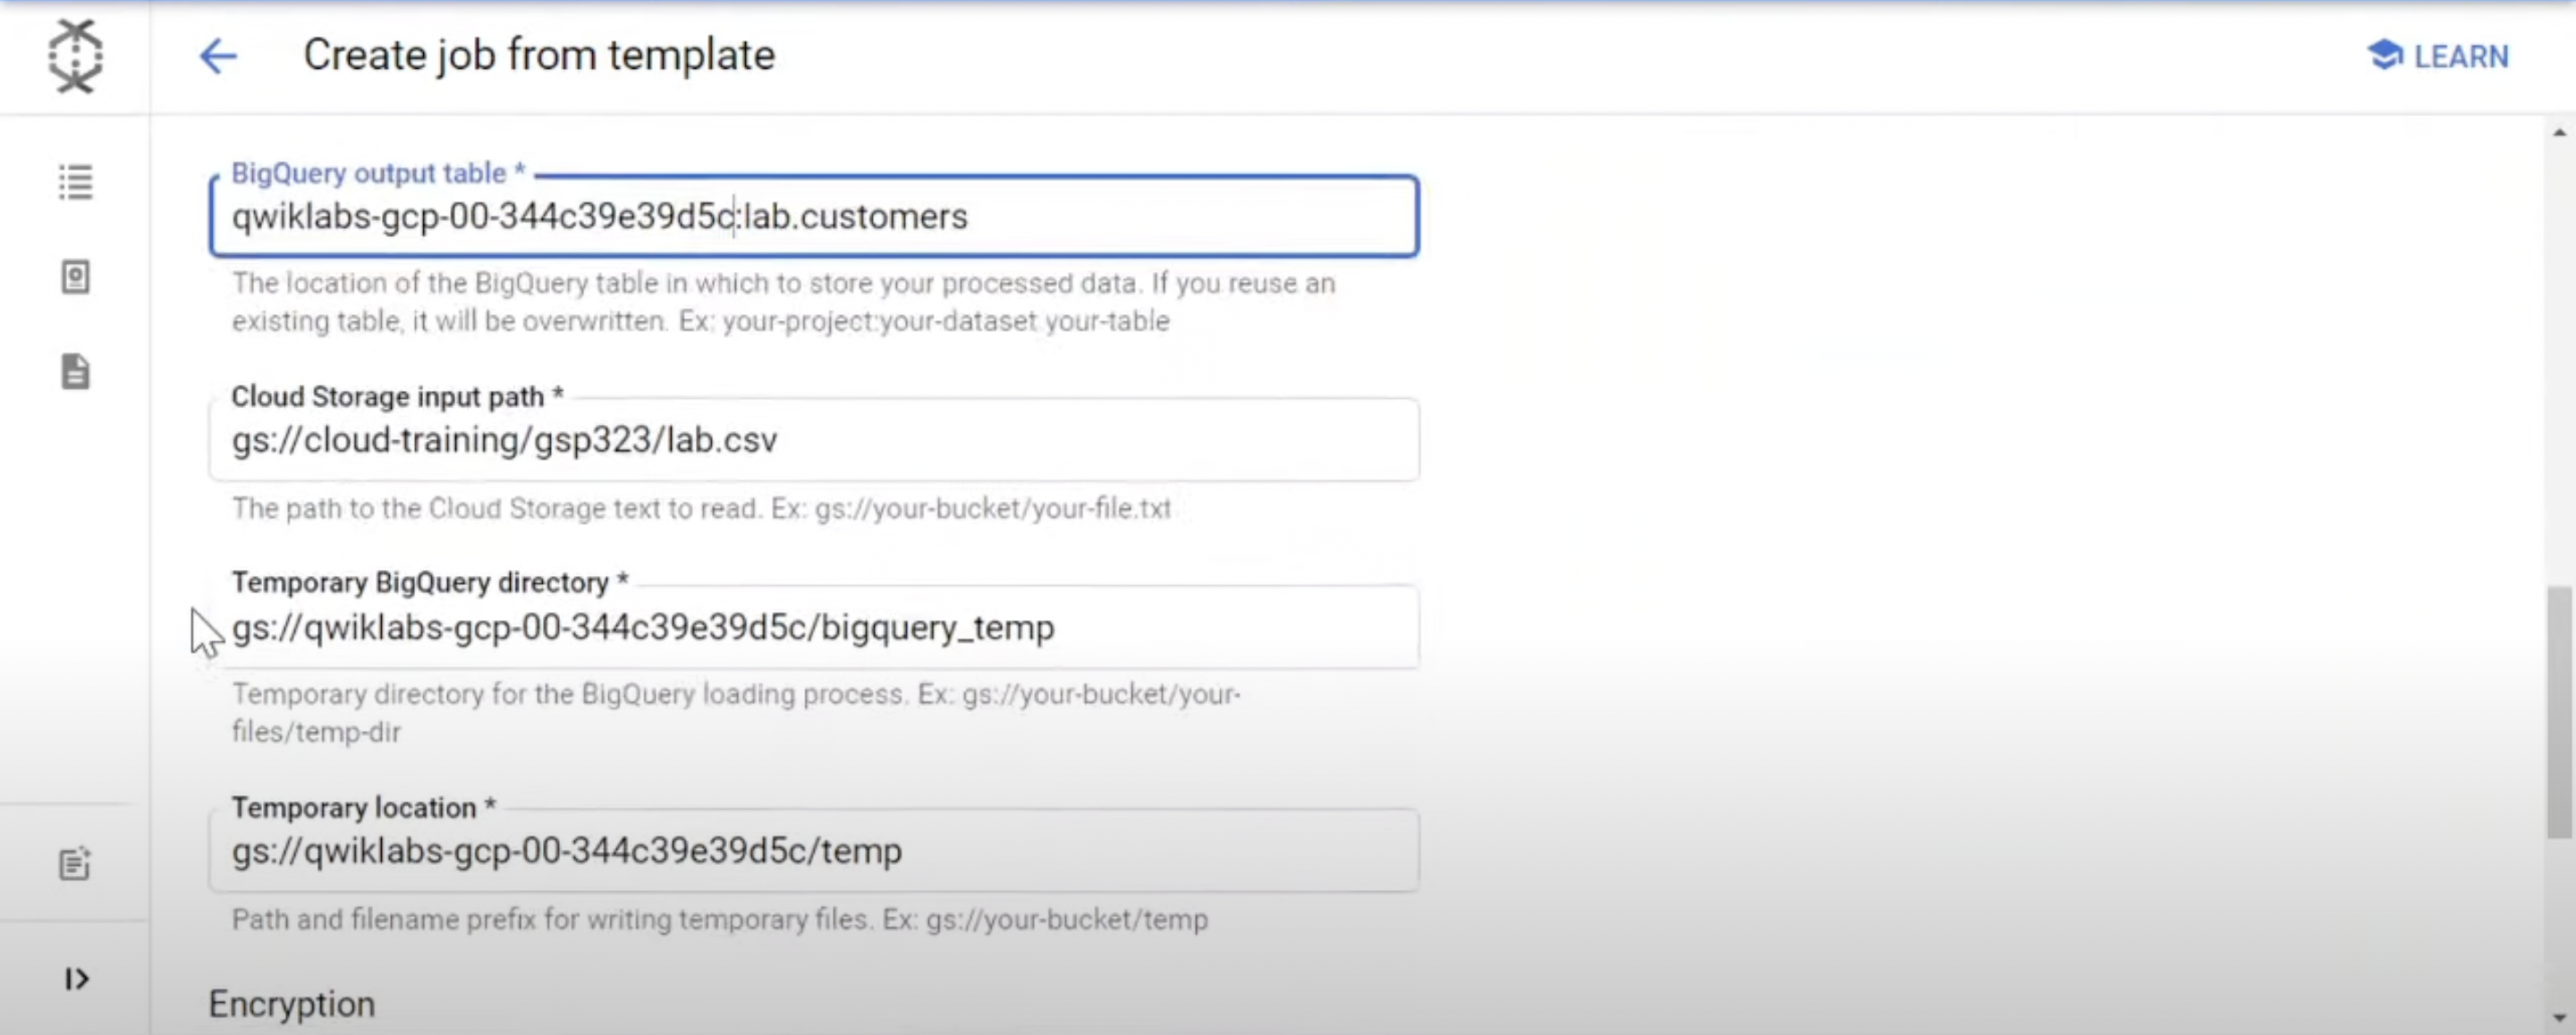 Create job from template
LEARN
BigQuery output table *
qwiklabs-gcp-00-344c39e39d5c:lab.customers
The location of the BigQuery table in which to store your processed data. If you reuse an
existing table, it will be overwritten. Ex: your-project:your-dataset.your-table
Cloud Storage input path *
gs://cloud-training/gsp323/lab.csv
The path to the Cloud Storage text to read. Ex: gs://your-bucket/your-file.txt
Temporary BigQuery directory *
gs://qwiklabs-gcp-00-344c39e39d5c/bigquery_temp
Temporary directory for the BigQuery loading process. Ex: gs://your-bucket/your-
files/temp-dir
Temporary location *
gs://qwiklabs-gcp-00-344c39e39d5c/temp
Path and filename prefix for writing temporary files. Ex: gs://your-bucket/temp
Encryption